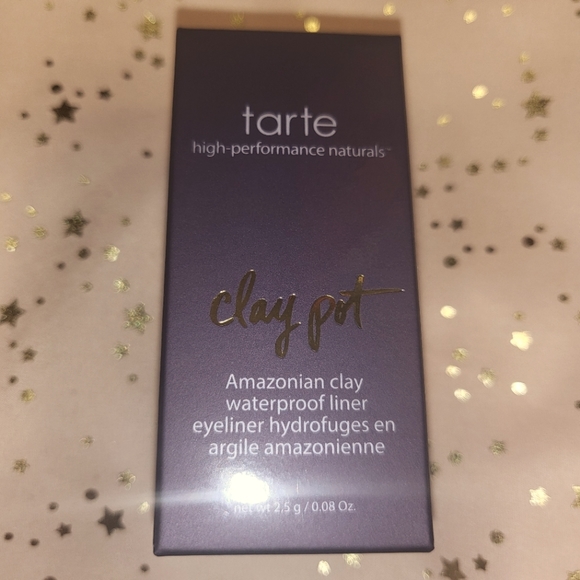 tarte
high-performance naturals™
clay pot
Amazonian clay
waterproof liner
eyeliner hydrofuges en
argile amazonienne
net wt 2.5 g / 0.08 Oz.